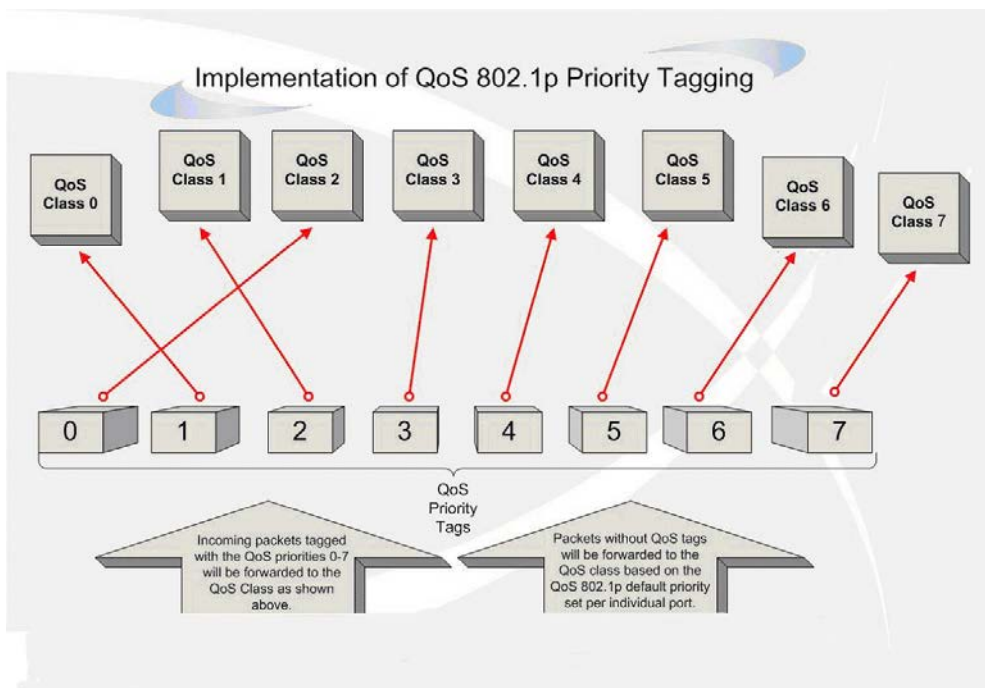 Implementation of QoS 802.1p Priority Tagging
QoS
Class 0
QoS
Class 1
QoS
Class 2
QoS
Class 3
QoS
Class 4
QoS
Class 5
QoS
Class 6
QoS
Class 7
0
1
2
3
4
5
6
7
QoS
Priority
Tags
Incoming packets tagged
with the QoS priorities 0-7
will be forwarded to the
QoS Class as shown
above.
Packets without QoS tags
will be forwarded to the
QoS class based on the
QoS 802.1p default priority
set per individual port.